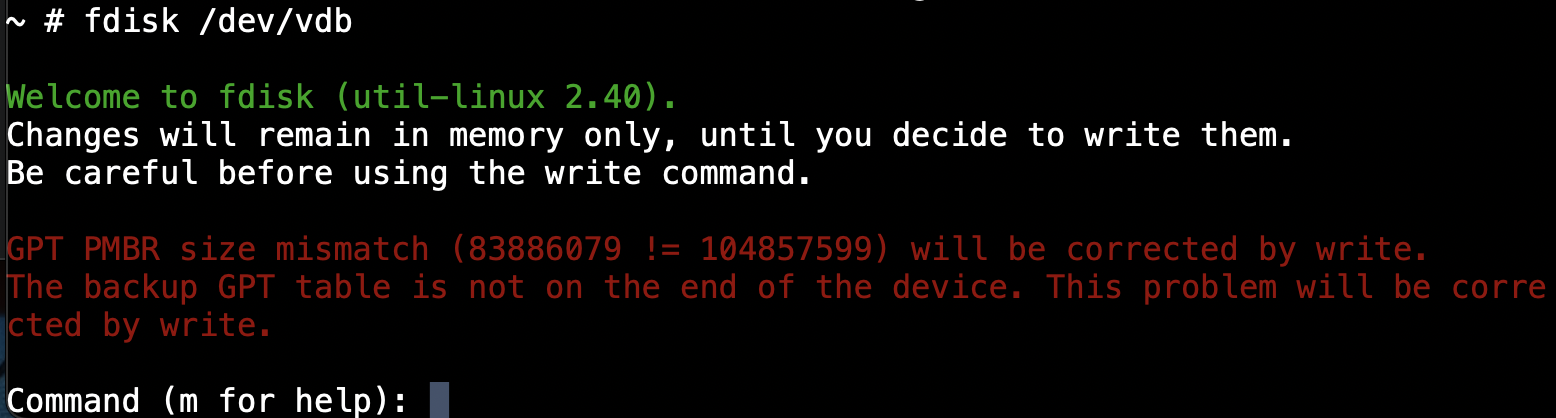 ~ # fdisk /dev/vdb
Welcome to fdisk (util-linux 2.40).
Changes will remain in memory only, until you decide to write them.
Be careful before using the write command.
GPT PMBR size mismatch (83886079 != 104857599) will be corrected by write.
The backup GPT table is not on the end of the device. This problem will be corre
cted by write.
Command (m for help):